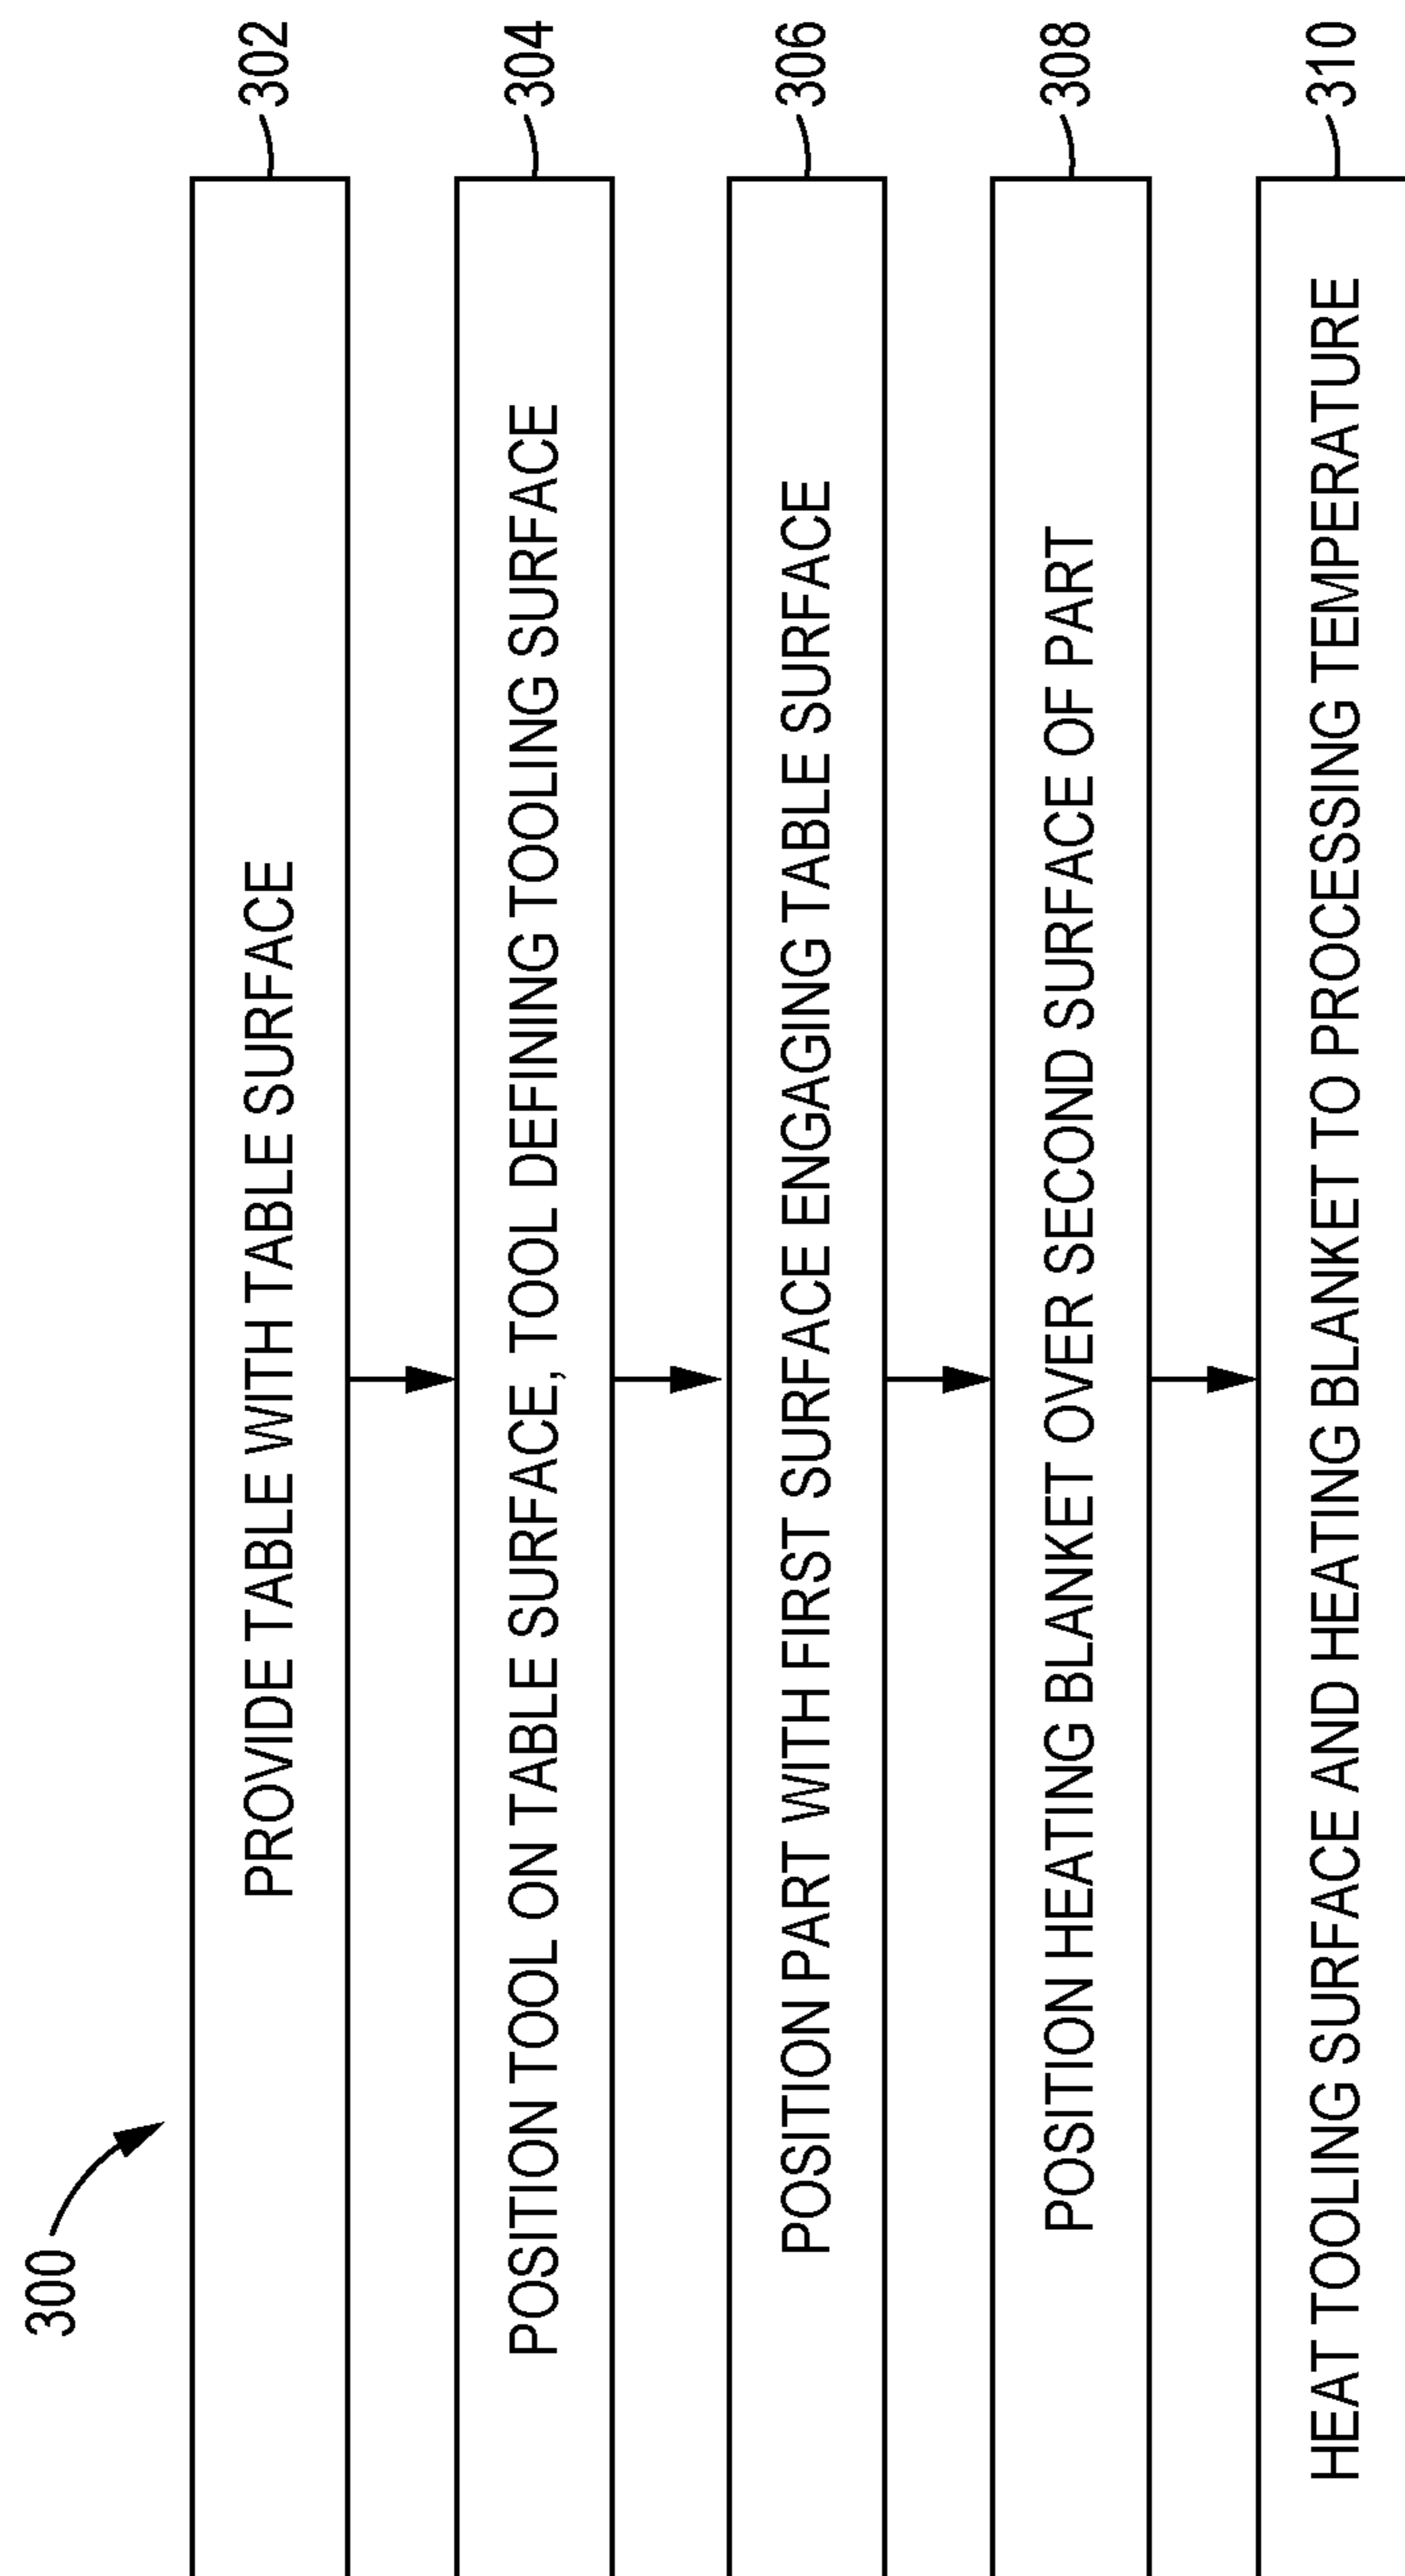 300
PROVIDE TABLE WITH TABLE SURFACE
302
POSITION TOOL ON TABLE SURFACE, TOOL DEFINING TOOLING SURFACE
304
POSITION PART WITH FIRST SURFACE ENGAGING TABLE SURFACE
306
POSITION HEATING BLANKET OVER SECOND SURFACE OF PART
308
HEAT TOOLING SURFACE AND HEATING BLANKET TO PROCESSING TEMPERATURE
310